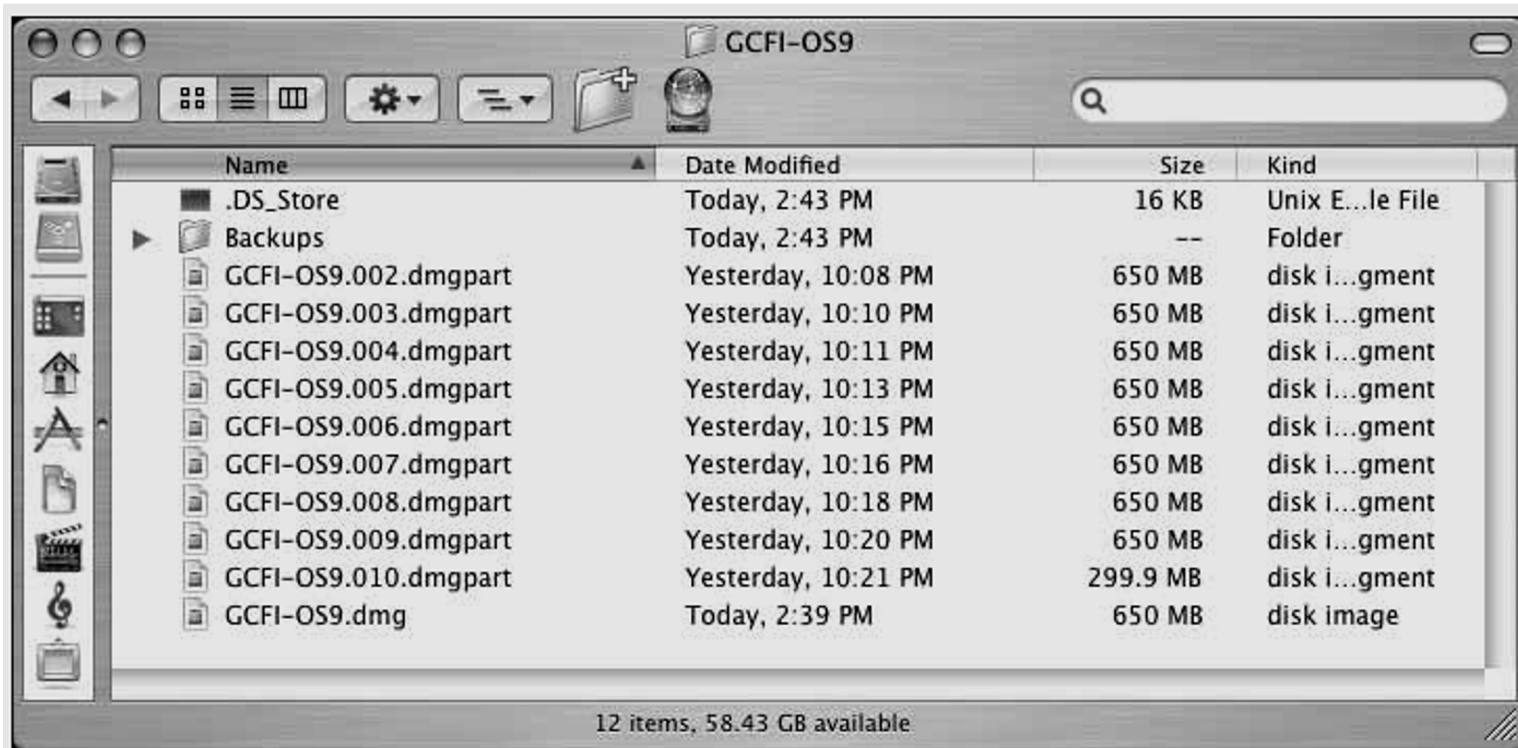 GCFI-OS9
Name Date Modified Size Kind
.DS_Store Today, 2:43 PM 16 KB Unix E...le File
Backups Today, 2:43 PM -- Folder
GCFI-OS9.002.dmgpart Yesterday, 10:08 PM 650 MB disk i...gment
GCFI-OS9.003.dmgpart Yesterday, 10:10 PM 650 MB disk i...gment
GCFI-OS9.004.dmgpart Yesterday, 10:11 PM 650 MB disk i...gment
GCFI-OS9.005.dmgpart Yesterday, 10:13 PM 650 MB disk i...gment
GCFI-OS9.006.dmgpart Yesterday, 10:15 PM 650 MB disk i...gment
GCFI-OS9.007.dmgpart Yesterday, 10:16 PM 650 MB disk i...gment
GCFI-OS9.008.dmgpart Yesterday, 10:18 PM 650 MB disk i...gment
GCFI-OS9.009.dmgpart Yesterday, 10:20 PM 650 MB disk i...gment
GCFI-OS9.010.dmgpart Yesterday, 10:21 PM 299.9 MB disk i...gment
GCFI-OS9.dmg Today, 2:39 PM 650 MB disk image
12 items, 58.43 GB available